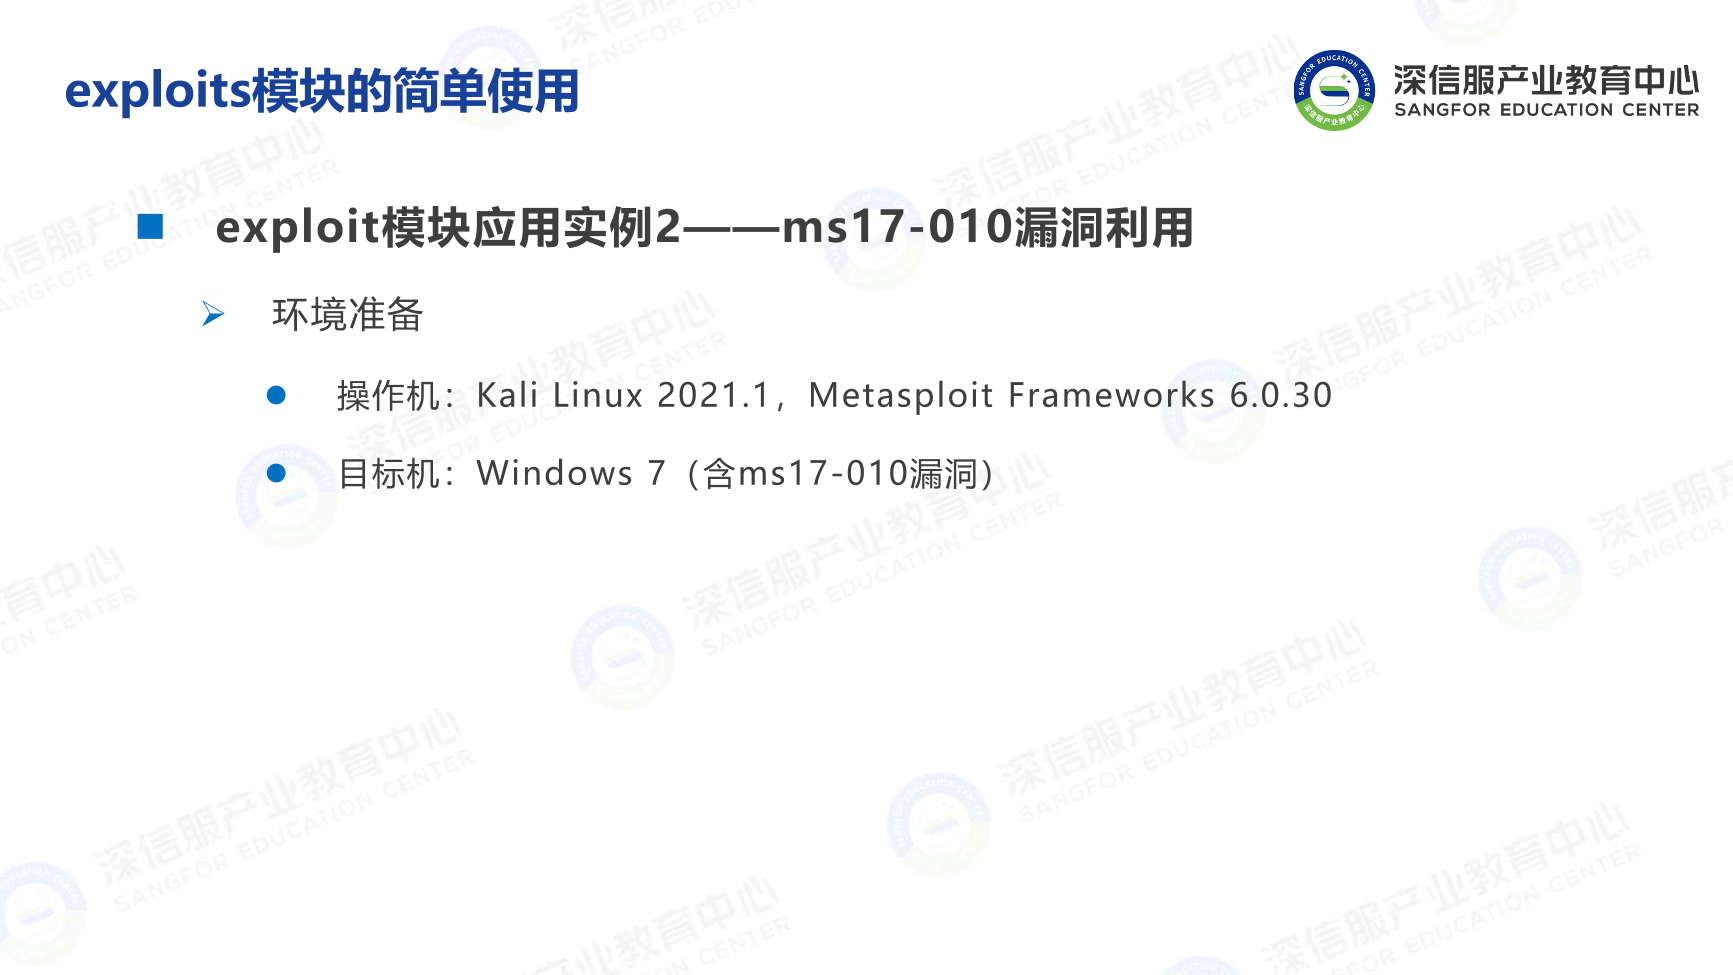 exploits模块的简单使用
深信服产业教育中心
SANGFOR EDUCATION CENTER
exploit模块应用实例2——ms17-010漏洞利用
环境准备
操作机：Kali Linux 2021.1，Metasploit Frameworks 6.0.30
目标机：Windows 7（含ms17-010漏洞）